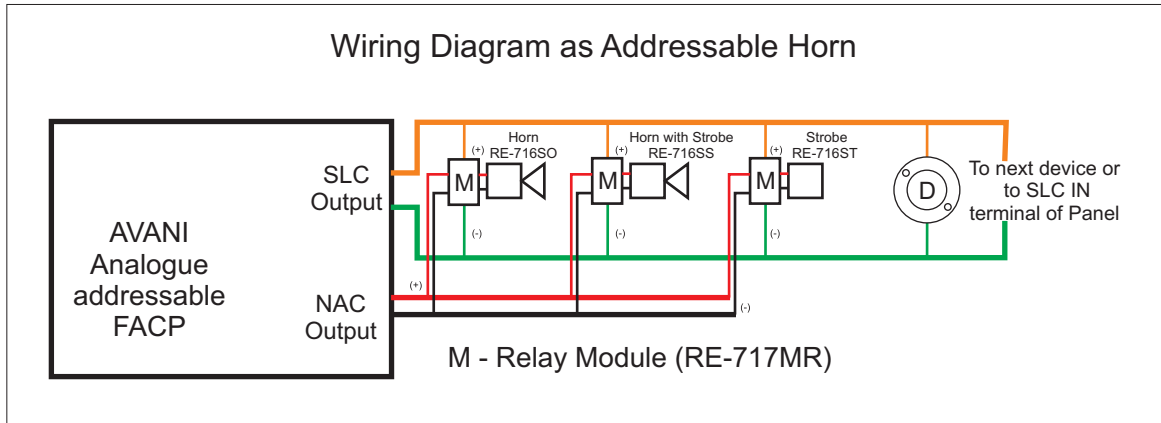 Wiring Diagram as Addressable Horn
AVANI
Analogue
addressable
FACP
SLC
Output
NAC
Output
(+)
Horn
RE-716SO
M
(-)
(+)
Horn with Strobe
RE-716SS
M
(-)
(+)
Strobe
RE-716ST
M
(-)
D
To next device or
to SLC IN
terminal of Panel
(+)
(-)
M - Relay Module (RE-717MR)